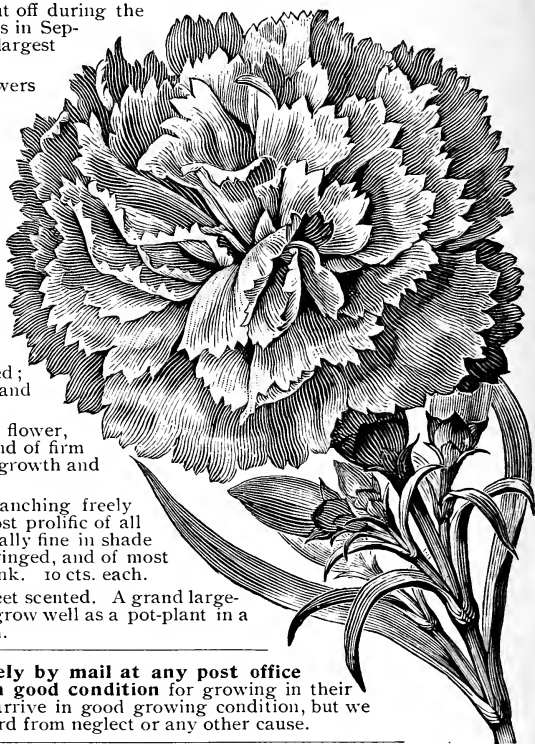 t off during the
s in Sep-
largest
wers
ed ;
and
flower,
nd of firm
growth and
anching freely
ost prolific of all
ally fine in shade
inged, and of most
nk. 10 cts. each.
eet scented. A grand large-
grow well as a pot-plant in a
.
ely by mail at any post office
n good condition for growing in their
arrive in good growing condition, but we
rd from neglect or any other cause.